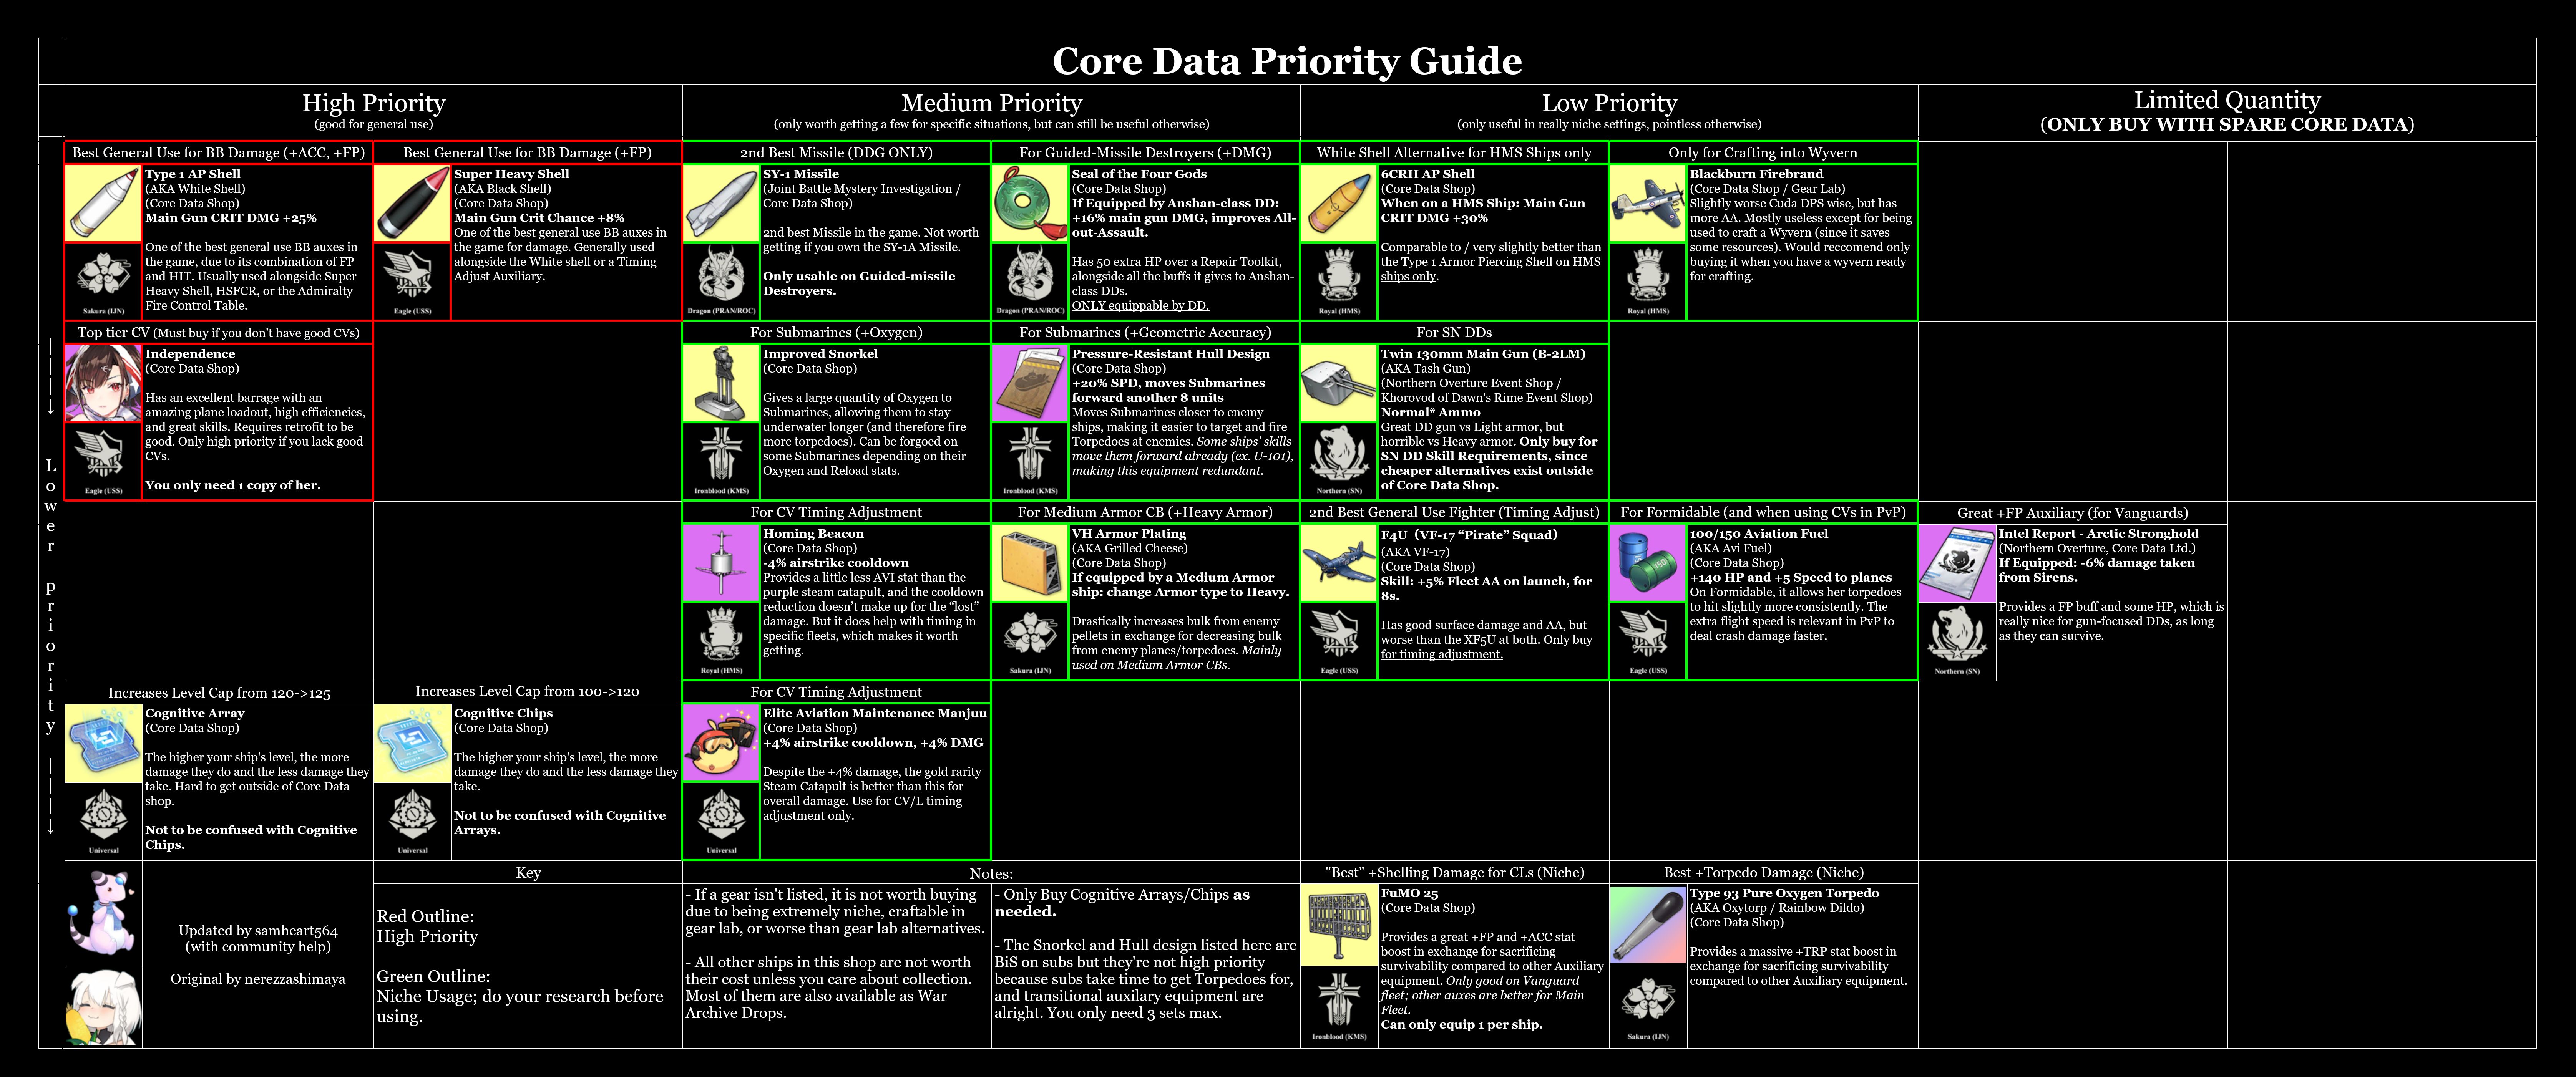 Core Data Priority Guide
High Priority
(good for general use)
Medium Priority
(only worth getting a few for specific situations, but can still be useful otherwise)
Low Priority
(only useful in really niche settings, pointless otherwise)
Limited Quantity
(ONLY BUY WITH SPARE CORE DATA)
Lower priority
Best General Use for BB Damage (+ACC, +FP)
Type 1 AP Shell
(AKA White Shell)
(Core Data Shop)
Main Gun CRIT DMG +25%
One of the best general use BB auxes in
the game, due to its combination of FP
and HIT. Usually used alongside Super
Heavy Shell, HSFCR, or the Admiralty
Fire Control Table.
Sakura (IJN)
Best General Use for BB Damage (+FP)
Super Heavy Shell
(AKA Black Shell)
(Core Data Shop)
Main Gun Crit Chance +8%
One of the best general use BB auxes in
the game for damage. Generally used
alongside the White shell or a Timing
Adjust Auxiliary.
Eagle (USS)
2nd Best Missile (DDG ONLY)
SY-1 Missile
(Joint Battle Mystery Investigation /
Core Data Shop)
2nd best Missile in the game. Not worth
getting if you own the SY-1A Missile.
Only usable on Guided-missile
Destroyers.
Dragon (PRAN/ROC)
For Guided-Missile Destroyers (+DMG)
Seal of the Four Gods
(Core Data Shop)
If Equipped by Anshan-class DD:
+16% main gun DMG, improves All-
out-Assault.
Has 50 extra HP over a Repair Toolkit,
alongside all the buffs it gives to Anshan-
class DDs.
ONLY equippable by DD.
Dragon (PRAN/ROC)
White Shell Alternative for HMS Ships only
6CRH AP Shell
(Core Data Shop)
When on a HMS Ship: Main Gun
CRIT DMG +30%
Comparable to / very slightly better than
the Type 1 Armor Piercing Shell on HMS
ships only.
Royal (HMS)
Only for Crafting into Wyvern
Blackburn Firebrand
(Core Data Shop / Gear Lab)
Slightly worse Cuda DPS wise, but has
more AA. Mostly useless except for being
used to craft a Wyvern (since it saves
some resources). Would reccomend only
buying it when you have a wyvern ready
for crafting.
Royal (HMS)
Top tier CV (Must buy if you don't have good CVs)
Independence
(Core Data Shop)
Has an excellent barrage with an
amazing plane loadout, high efficiencies,
and great skills. Requires retrofit to be
good. Only high priority if you lack good
CVs.
You only need 1 copy of her.
Eagle (USS)
For Submarines (+Oxygen)
Improved Snorkel
(Core Data Shop)
Gives a large quantity of Oxygen to
Submarines, allowing them to stay
underwater longer (and therefore fire
more torpedoes). Can be forgoed on
some Submarines depending on their
Oxygen and Reload stats.
Ironblood (KMS)
For Submarines (+Geometric Accuracy)
Pressure-Resistant Hull Design
(Core Data Shop)
+20% SPD, moves Submarines
forward another 8 units
Moves Submarines closer to enemy
ships, making it easier to target and fire
Torpedoes at enemies. Some ships' skills
move them forward already (ex. U-101),
making this equipment redundant.
Ironblood (KMS)
For SN DDs
Twin 130mm Main Gun (B-2LM)
(AKA Tash Gun)
(Northern Overture Event Shop /
Khorovod of Dawn's Rime Event Shop)
Normal* Ammo
Great DD gun vs Light armor, but
horrible vs Heavy armor. Only buy for
SN DD Skill Requirements, since
cheaper alternatives exist outside
of Core Data Shop.
Northern (SN)
For CV Timing Adjustment
Homing Beacon
(Core Data Shop)
-4% airstrike cooldown
Provides a little less AVI stat than the
purple steam catapult, and the cooldown
reduction doesn't make up for the “lost”
damage. But it does help with timing in
specific fleets, which makes it worth
getting.
Royal (HMS)
For Medium Armor CB (+Heavy Armor)
VH Armor Plating
(AKA Grilled Cheese)
(Core Data Shop)
If equipped by a Medium Armor
ship: change Armor type to Heavy.
Drastically increases bulk from enemy
pellets in exchange for decreasing bulk
from enemy planes/torpedoes. Mainly
used on Medium Armor CBs.
Sakura (IJN)
2nd Best General Use Fighter (Timing Adjust)
F4U (VF-17 “Pirate” Squad)
(AKA VF-17)
(Core Data Shop)
Skill: +5% Fleet AA on launch, for
8s.
Has good surface damage and AA, but
worse than the XF5U at both. Only buy
for timing adjustment.
Eagle (USS)
For Formidable (and when using CVs in PvP)
100/150 Aviation Fuel
(AKA Avi Fuel)
(Core Data Shop)
+140 HP and +5 Speed to planes
On Formidable, it allows her torpedoes
to hit slightly more consistently. The
extra flight speed is relevant in PvP to
deal crash damage faster.
Eagle (USS)
Great +FP Auxiliary (for Vanguards)
Intel Report - Arctic Stronghold
(Northern Overture, Core Data Ltd.)
If Equipped: -6% damage taken
from Sirens.
Provides a FP buff and some HP, which is
really nice for gun-focused DDs, as long
as they can survive.
Northern (SN)
Increases Level Cap from 120->125
Cognitive Array
(Core Data Shop)
The higher your ship's level, the more
damage they do and the less damage they
take. Hard to get outside of Core Data
shop.
Not to be confused with Cognitive
Chips.
Universal
Increases Level Cap from 100->120
Cognitive Chips
(Core Data Shop)
The higher your ship's level, the more
damage they do and the less damage they
take.
Not to be confused with Cognitive
Arrays.
Universal
For CV Timing Adjustment
Elite Aviation Maintenance Manjuu
(Core Data Shop)
+4% airstrike cooldown, +4% DMG
Despite the +4% damage, the gold rarity
Steam Catapult is better than this for
overall damage. Use for CV/L timing
adjustment only.
Universal
Updated by samheart564
(with community help)
Original by nerezzashimaya
Key
Red Outline:
High Priority
Green Outline:
Niche Usage; do your research before
using.
Notes:
- If a gear isn't listed, it is not worth buying
due to being extremely niche, craftable in
gear lab, or worse than gear lab alternatives.
- All other ships in this shop are not worth
their cost unless you care about collection.
Most of them are also available as War
Archive Drops.
- Only Buy Cognitive Arrays/Chips as
needed.
- The Snorkel and Hull design listed here are
BiS on subs but they're not high priority
because subs take time to get Torpedoes for,
and transitional auxilary equipment are
alright. You only need 3 sets max.
"Best" +Shelling Damage for CLs (Niche)
FuMO 25
(Core Data Shop)
Provides a great +FP and +ACC stat
boost in exchange for sacrificing
survivability compared to other Auxiliary
equipment. Only good on Vanguard
fleet; other auxes are better for Main
Fleet.
Can only equip 1 per ship.
Ironblood (KMS)
Best +Torpedo Damage (Niche)
Type 93 Pure Oxygen Torpedo
(AKA Oxytorp / Rainbow Dildo)
(Core Data Shop)
Provides a massive +TRP stat boost in
exchange for sacrificing survivability
compared to other Auxiliary equipment.
Sakura (IJN)